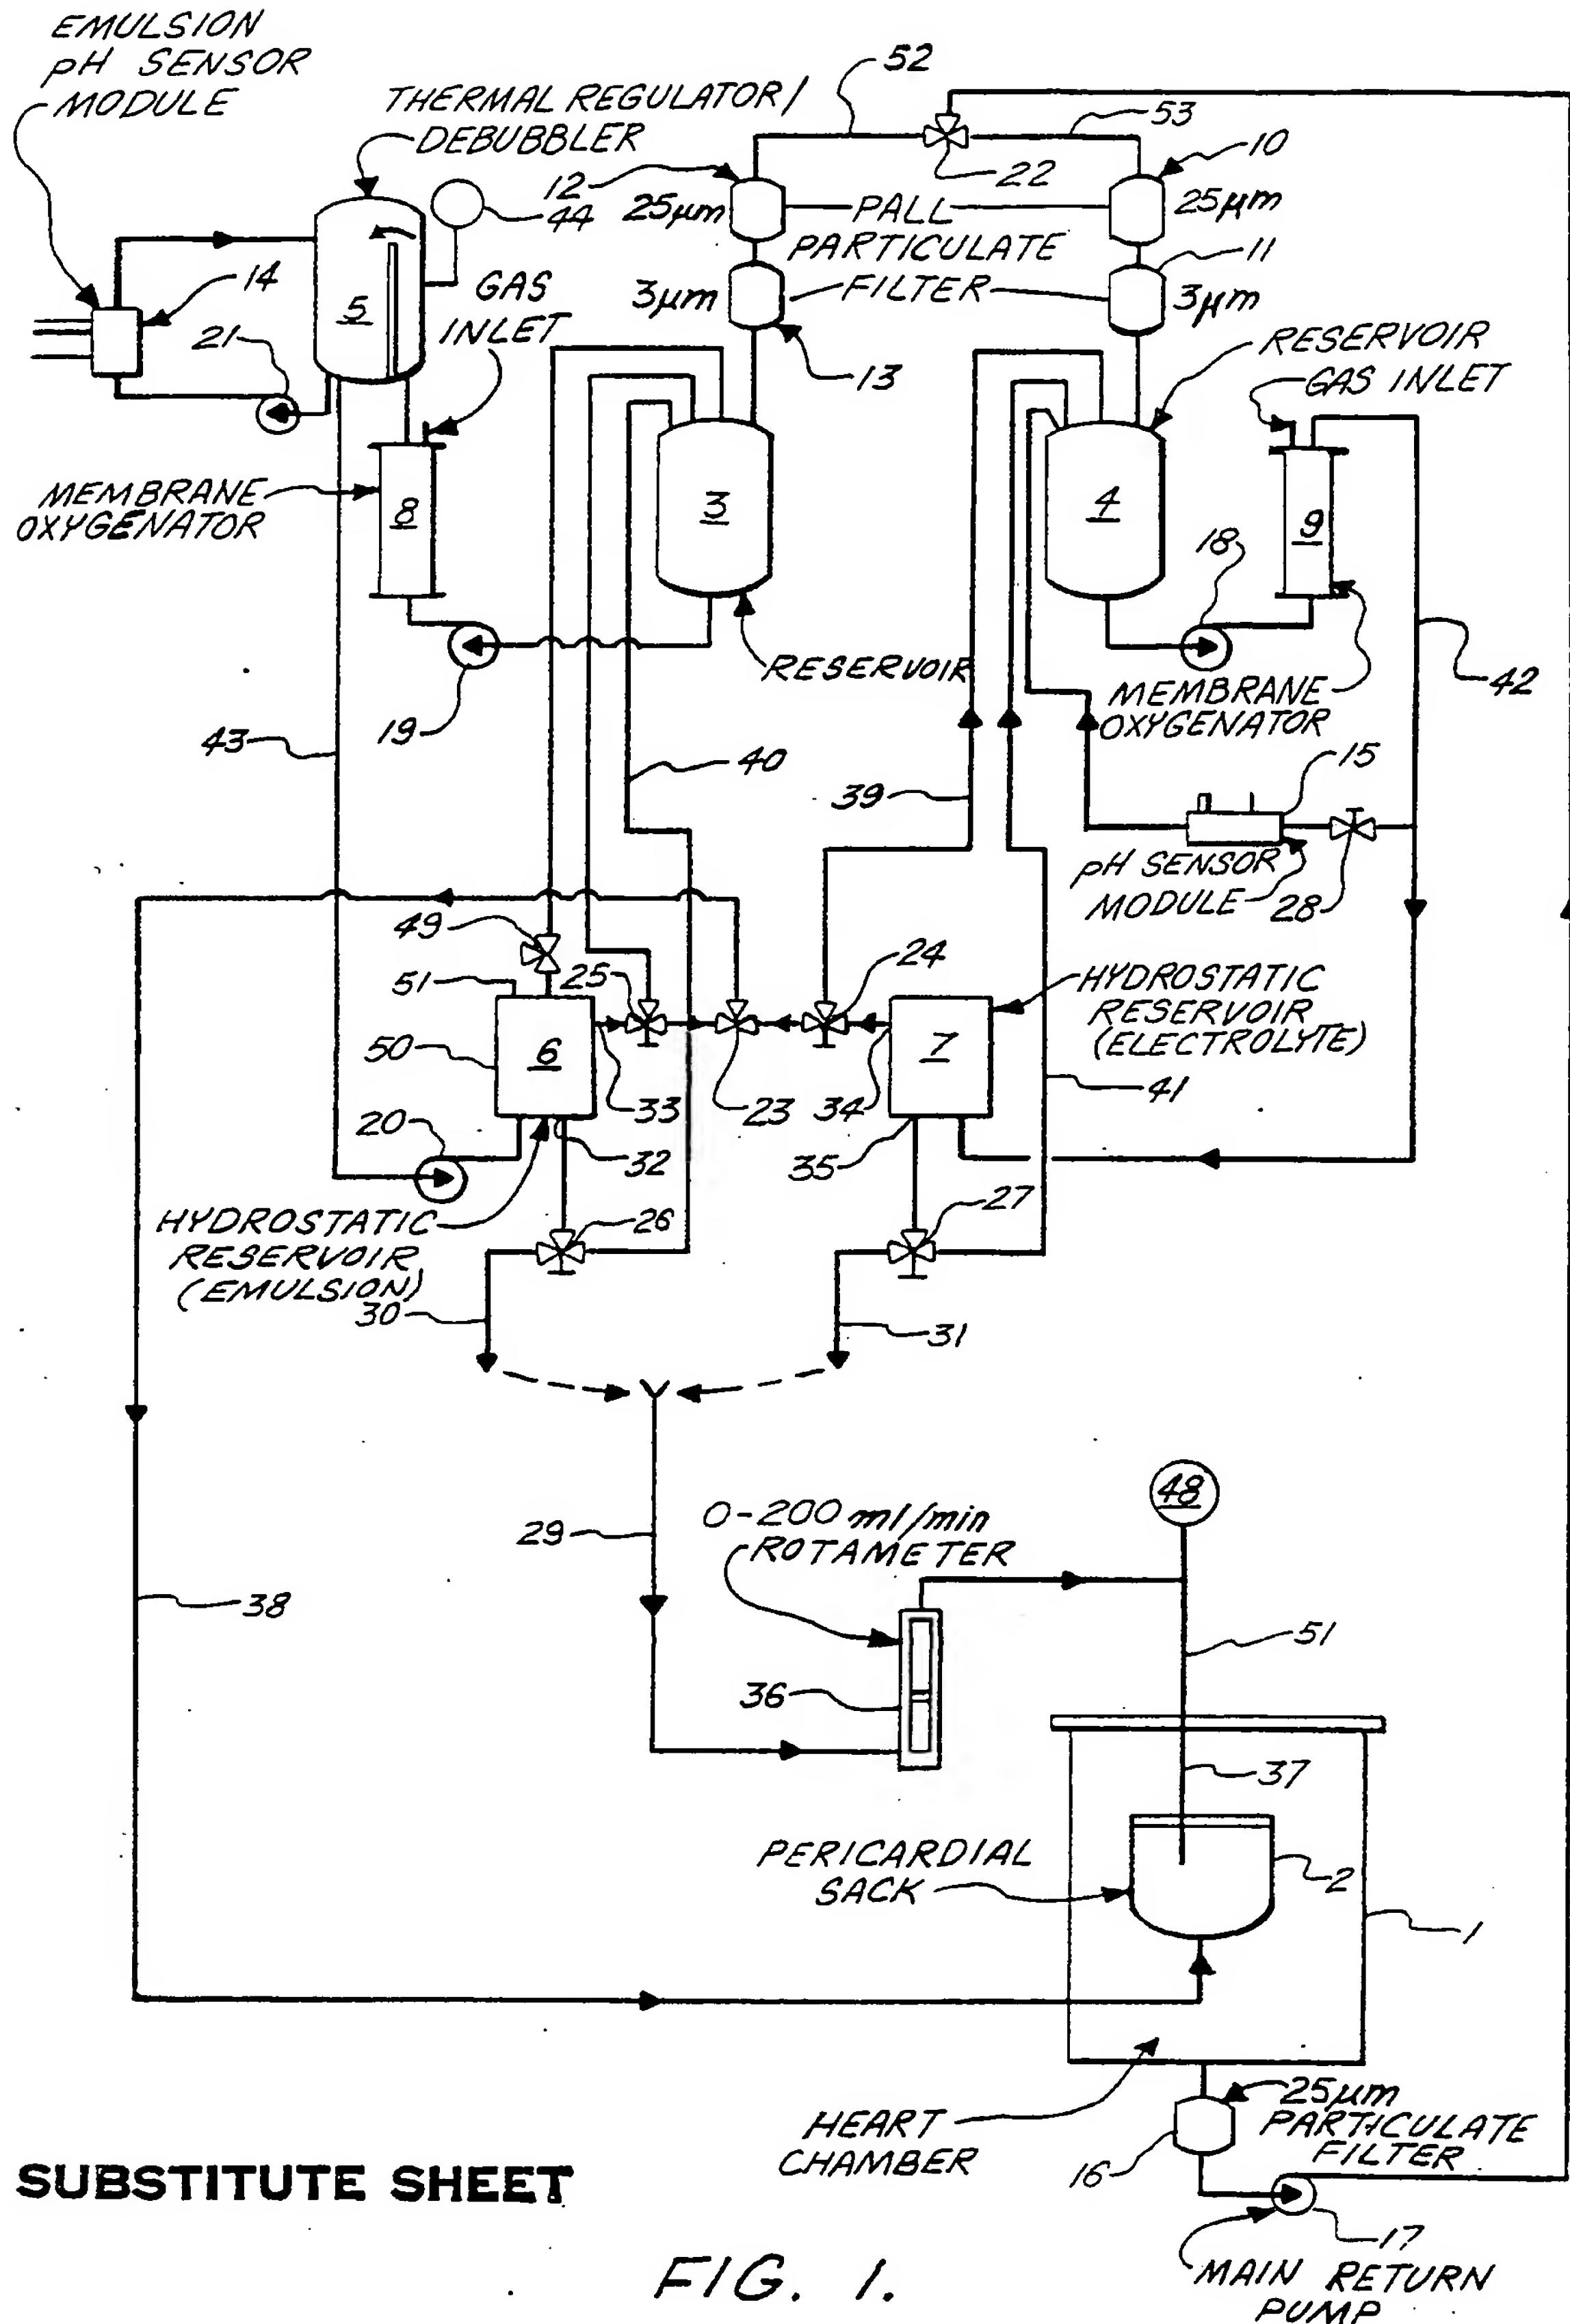 EMULSION
pH SENSOR
MODULE
THERMAL REGULATOR/
DEBUBBLER
52
53
10
12
22
44
25µm
PALL
25µm
PARTICULATE
11
14
GAS
3µm
FILTER
3µm
5
INLET
21
RESERVOIR
13
GAS INLET
MEMBRANE
OXYGENATOR
8
3
4
9
18
RESERVOIR
42
MEMBRANE
OXYGENATOR
19
43
40
39
15
pH SENSOR
MODULE
28
49
24
51
25
HYDROSTATIC
RESERVOIR
(ELECTROLYTE)
50
6
7
41
33
23
34
20
32
35
27
HYDROSTATIC
RESERVOIR
(EMULSION)
26
30
31
48
0-200 ml/min
ROTAMETER
29
38
51
36
37
PERICARDIAL
SACK
2
1
25µm
PARTICULATE
FILTER
HEART
CHAMBER
16
SUBSTITUTE SHEET
17
MAIN RETURN
PUMP
FIG. 1.